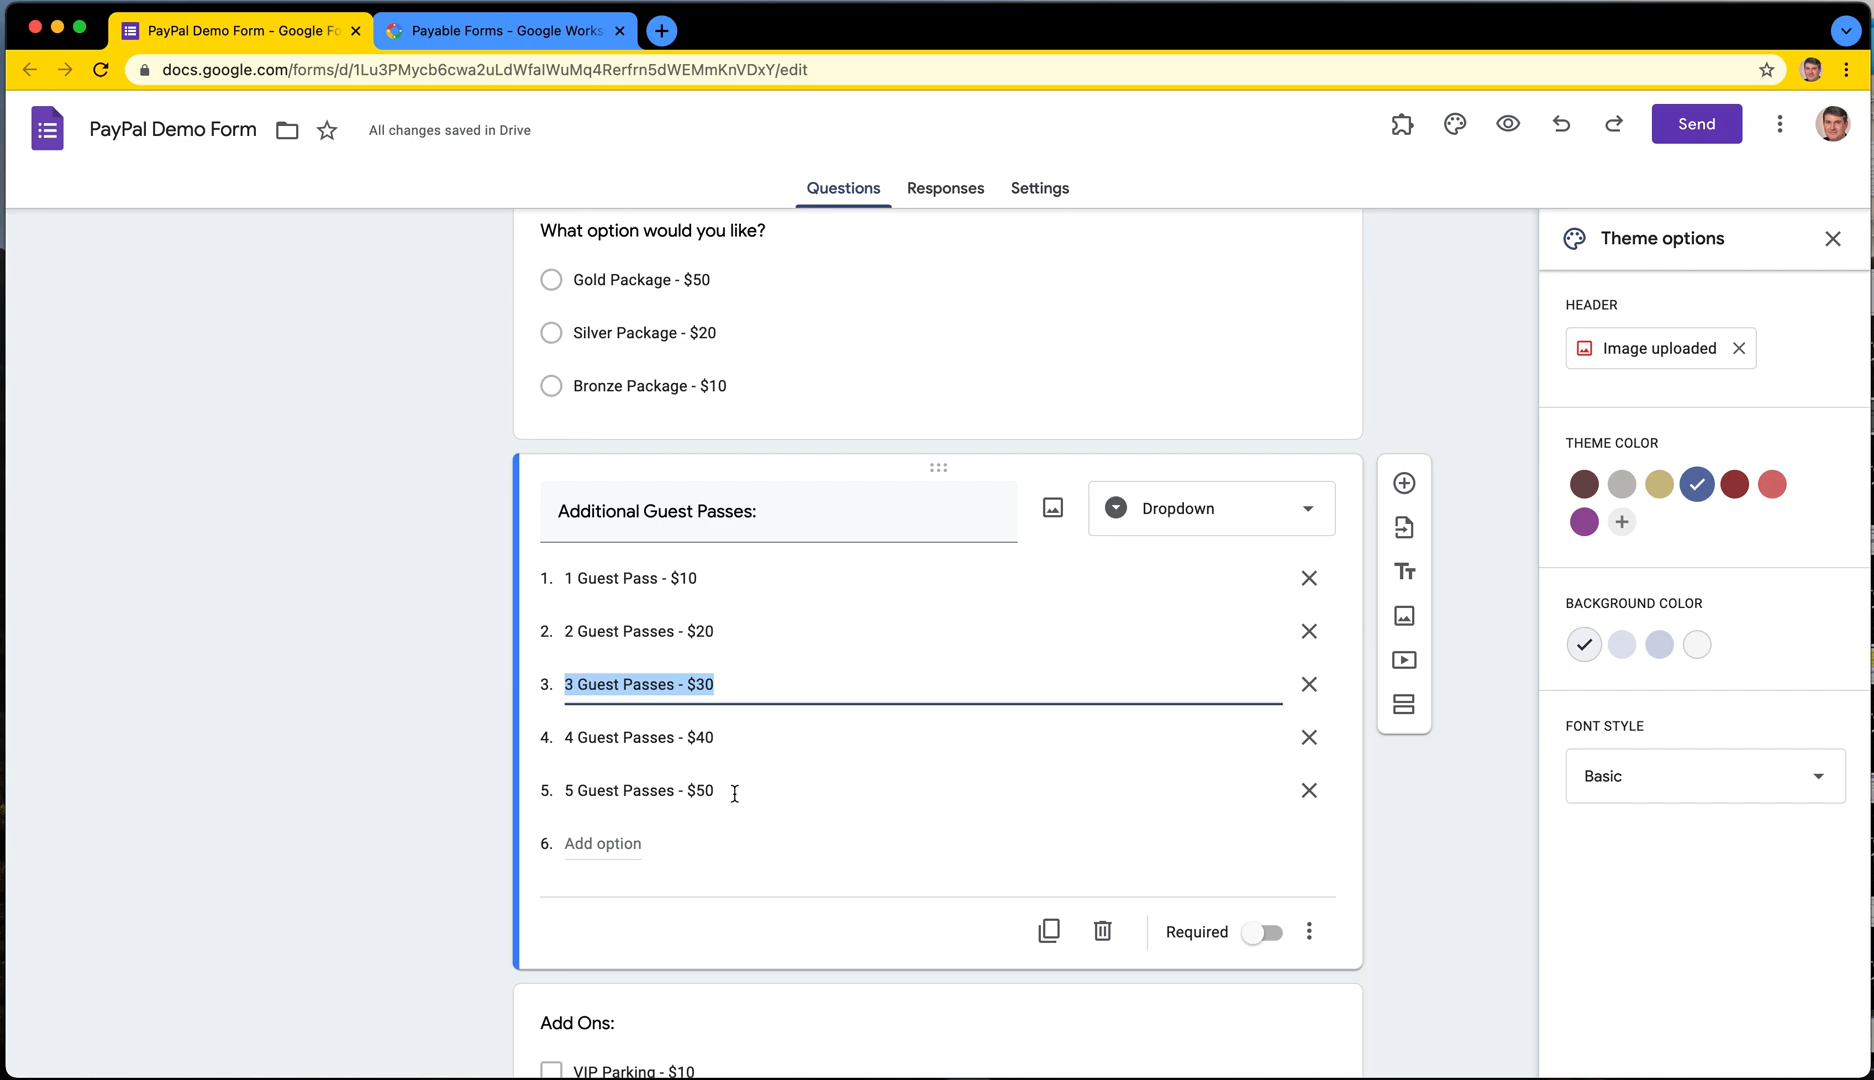 PayPal Demo Form - Google Fo
Payable Forms - Google Works
docs.google.com/forms/d/1Lu3PMycb6cwa2uLdWfaIWuMq4Rerfrn5dWEMmKnVDxY/edit
PayPal Demo Form
All changes saved in Drive
Send
Questions
Responses
Settings
What option would you like?
Gold Package - $50
Silver Package - $20
Bronze Package - $10
Additional Guest Passes:
Dropdown
1. 1 Guest Pass - $10
2. 2 Guest Passes - $20
3. 3 Guest Passes - $30
4. 4 Guest Passes - $40
5. 5 Guest Passes - $50
6. Add option
Required
Add Ons:
VIP Parking - $10
Tt
Theme options
HEADER
Image uploaded
THEME COLOR
BACKGROUND COLOR
FONT STYLE
Basic